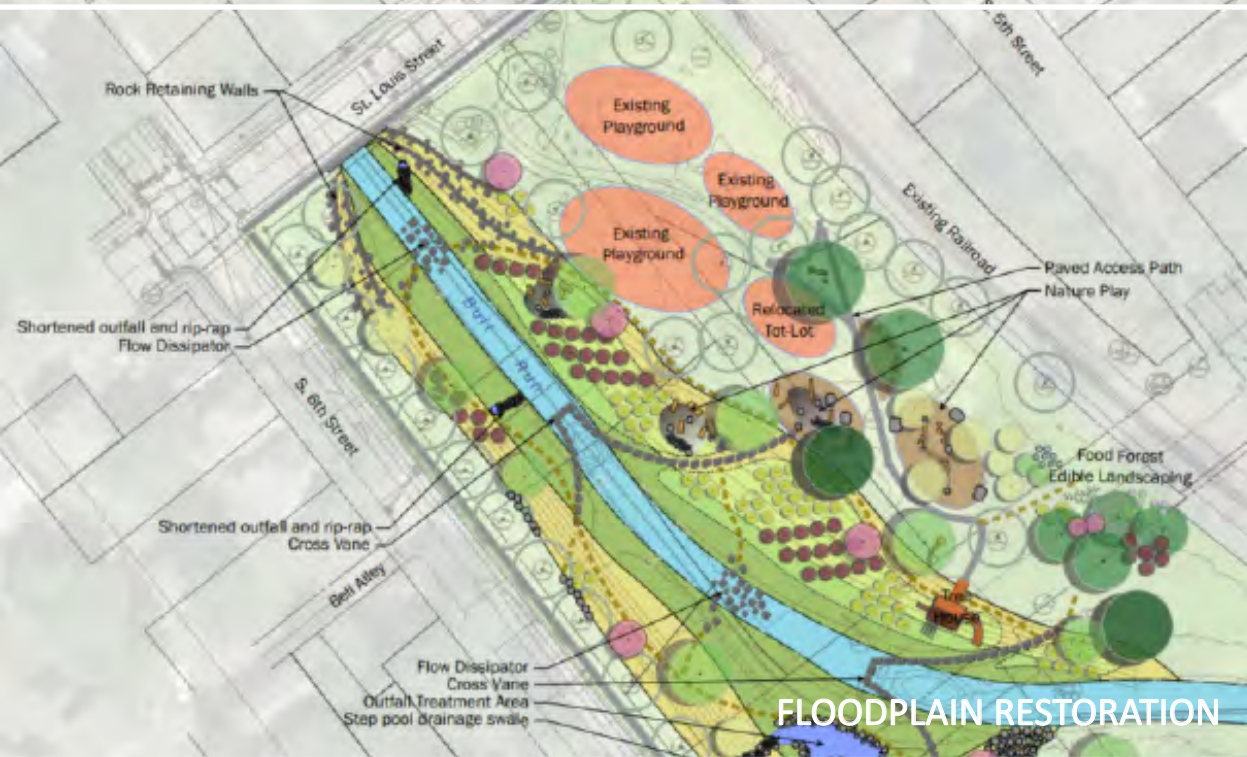 S. 5th Street
Rock Retaining Walls
St. Louis Street
Existing
Playground
Existing
Playground
Existing
Playground
Existing Railroad
Paved Access Path
Nature Play
Relocated
Tot-Lot
Shortened outfall and rip-rap
Flow Dissipator
Bull
Run
S. 6th Street
Food Forest
Edible Landscaping
Shortened outfall and rip-rap
Cross Vane
Bell Alley
Tree
House
Flow Dissipator
Cross Vane
Outfall Treatment Area
Step pool drainage swale
FLOODPLAIN RESTORATION